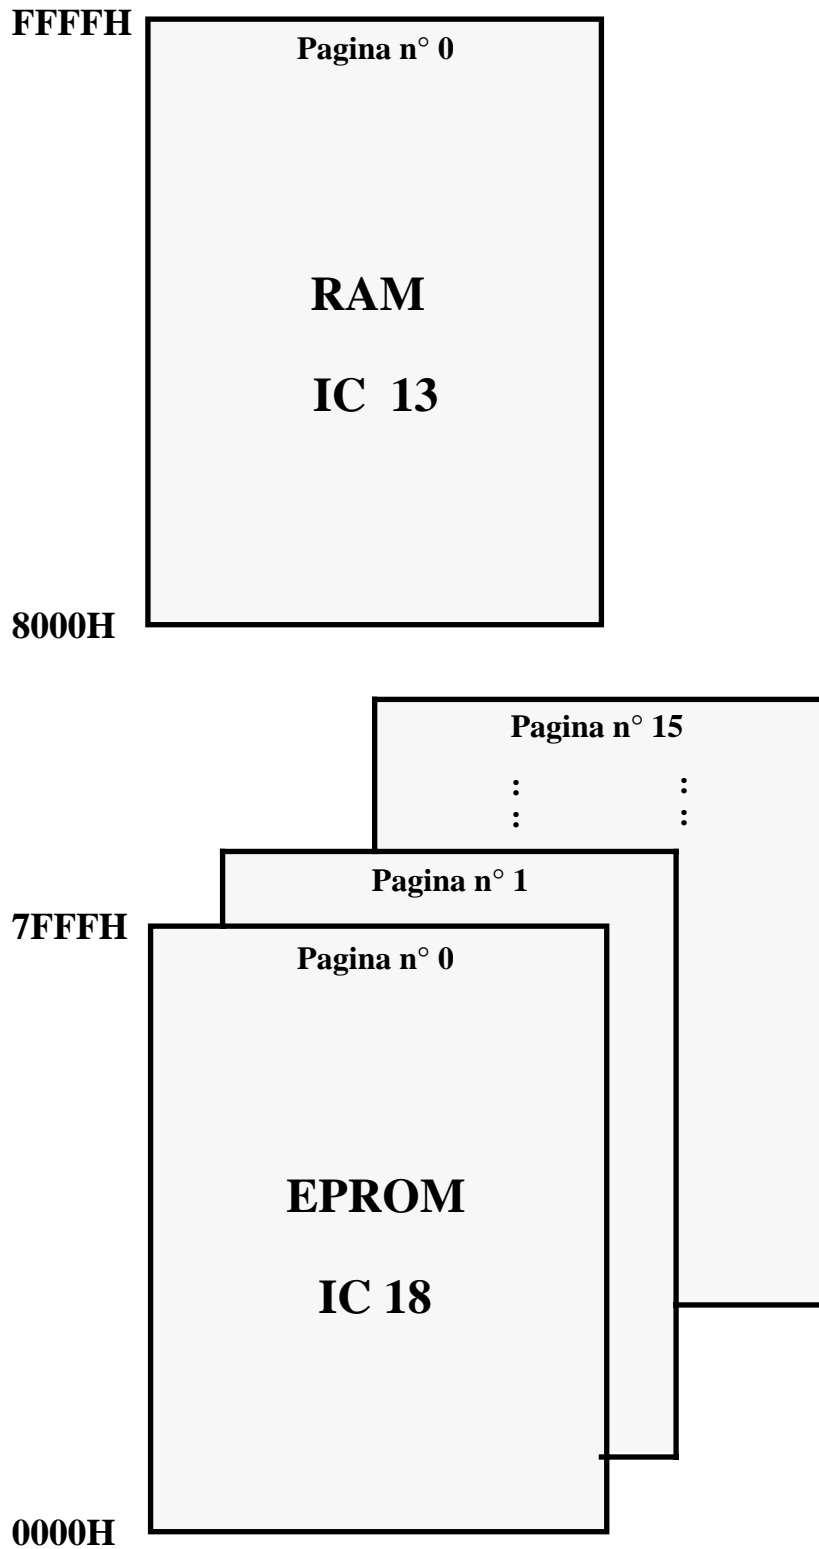 FFFFH
Pagina n° 0
RAM
IC 13
8000H
Pagina n° 15
: :
: :
Pagina n° 1
7FFFH
Pagina n° 0
EPROM
IC 18
0000H